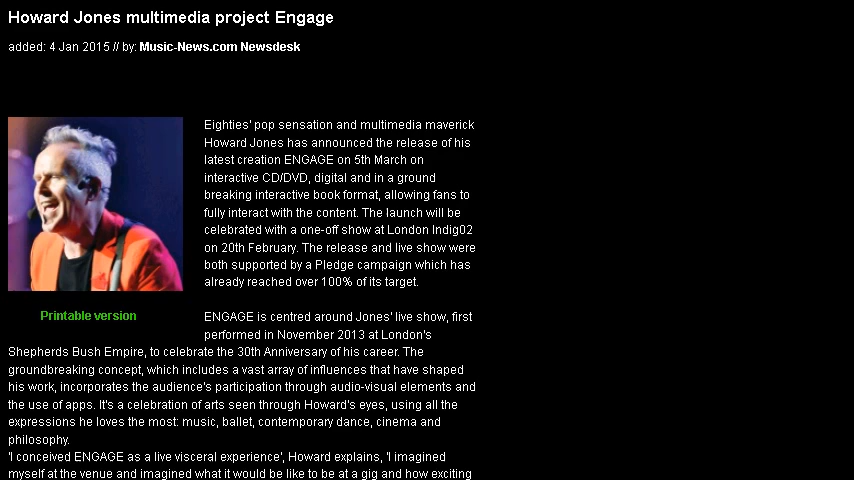 Howard Jones multimedia project Engage
added: 4 Jan 2015 // by: Music-News.com Newsdesk
Eighties' pop sensation and multimedia maverick
Howard Jones has announced the release of his
latest creation ENGAGE on 5th March on
interactive CD/DVD, digital and in a ground
breaking interactive book format, allowing fans to
fully interact with the content. The launch will be
celebrated with a one-off show at London Indig02
on 20th February. The release and live show were
both supported by a Pledge campaign which has
already reached over 100% of its target.
Printable version
ENGAGE is centred around Jones' live show, first
performed in November 2013 at London's
Shepherds Bush Empire, to celebrate the 30th Anniversary of his career. The
groundbreaking concept, which includes a vast array of influences that have shaped
his work, incorporates the audience's participation through audio-visual elements and
the use of apps. It's a celebration of arts seen through Howard's eyes, using all the
expressions he loves the most: music, ballet, contemporary dance, cinema and
philosophy.
'I conceived ENGAGE as a live visceral experience', Howard explains, 'I imagined
myself at the venue and imagined what it would be like to be at a gig and how exciting